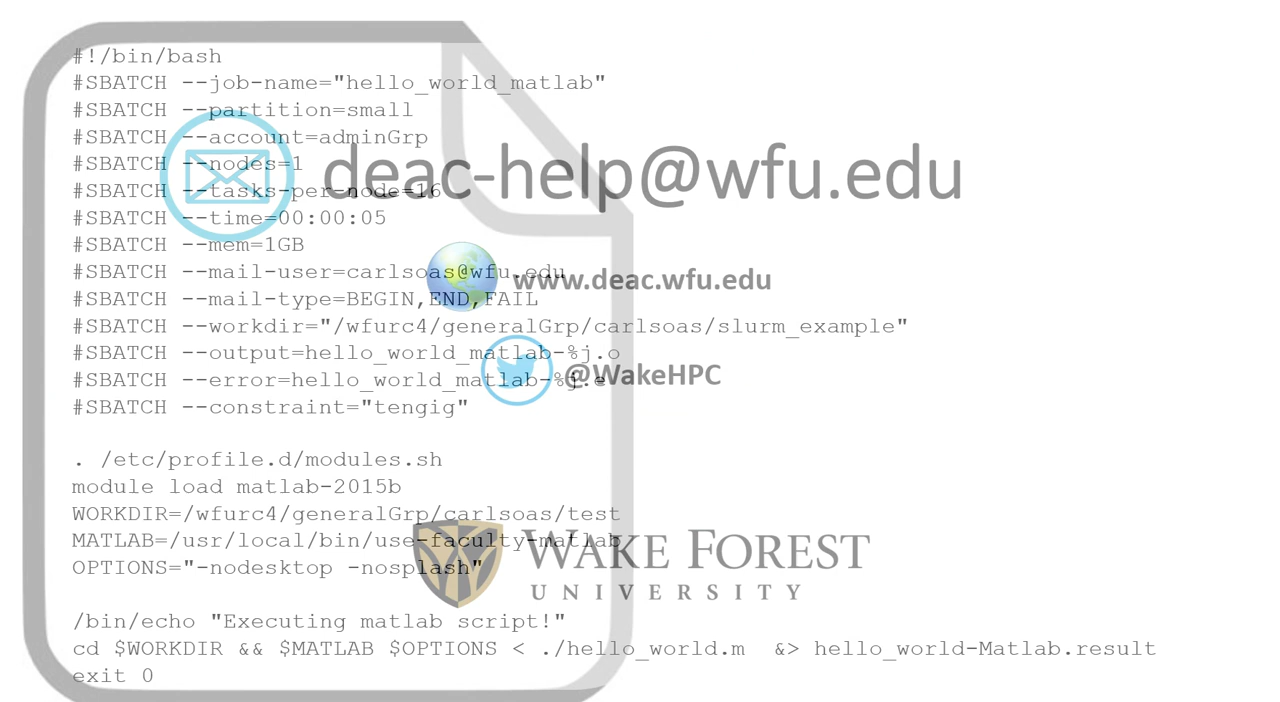 #!/bin/bash
#SBATCH --job-name="hello_world_matlab"
#SBATCH --partition=small
#SBATCH --account=adminGrp
#SBATCH --nodes=1
#SBATCH --tasks-per-node=16
#SBATCH --time=00:00:05
#SBATCH --mem=1GB
#SBATCH --mail-user=carlsoas@wfu.edu
#SBATCH --mail-type=BEGIN,END,FAIL
#SBATCH --workdir="/wfurc4/generalGrp/carlsoas/slurm_example"
#SBATCH --output=hello_world_matlab-%j.o
#SBATCH --error=hello_world_matlab-%j.e
#SBATCH --constraint="tengig"
. /etc/profile.d/modules.sh
module load matlab-2015b
WORKDIR=/wfurc4/generalGrp/carlsoas/test
MATLAB=/usr/local/bin/use-faculty-matlab
OPTIONS="-nodesktop -nosplash"
/bin/echo "Executing matlab script!"
cd $WORKDIR && $MATLAB $OPTIONS < ./hello_world.m  &> hello_world-Matlab.result
exit 0
deac-help@wfu.edu
www.deac.wfu.edu
@WakeHPC
WAKE FOREST
UNIVERSITY